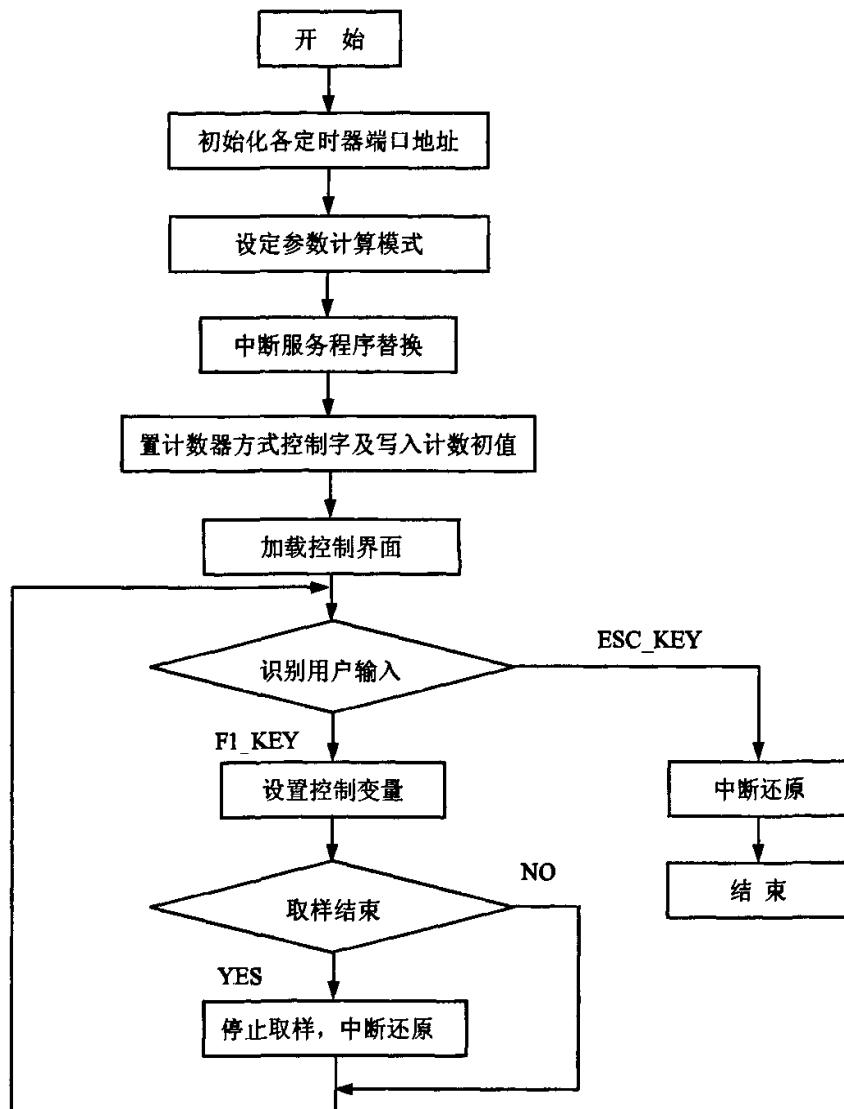 开 始
初始化各定时器端口地址
设定参数计算模式
中断服务程序替换
置计数器方式控制字及写入计数初值
加载控制界面
识别用户输入
ESC_KEY
F1_KEY
设置控制变量
中断还原
取样结束
NO
结 束
YES
停止取样，中断还原